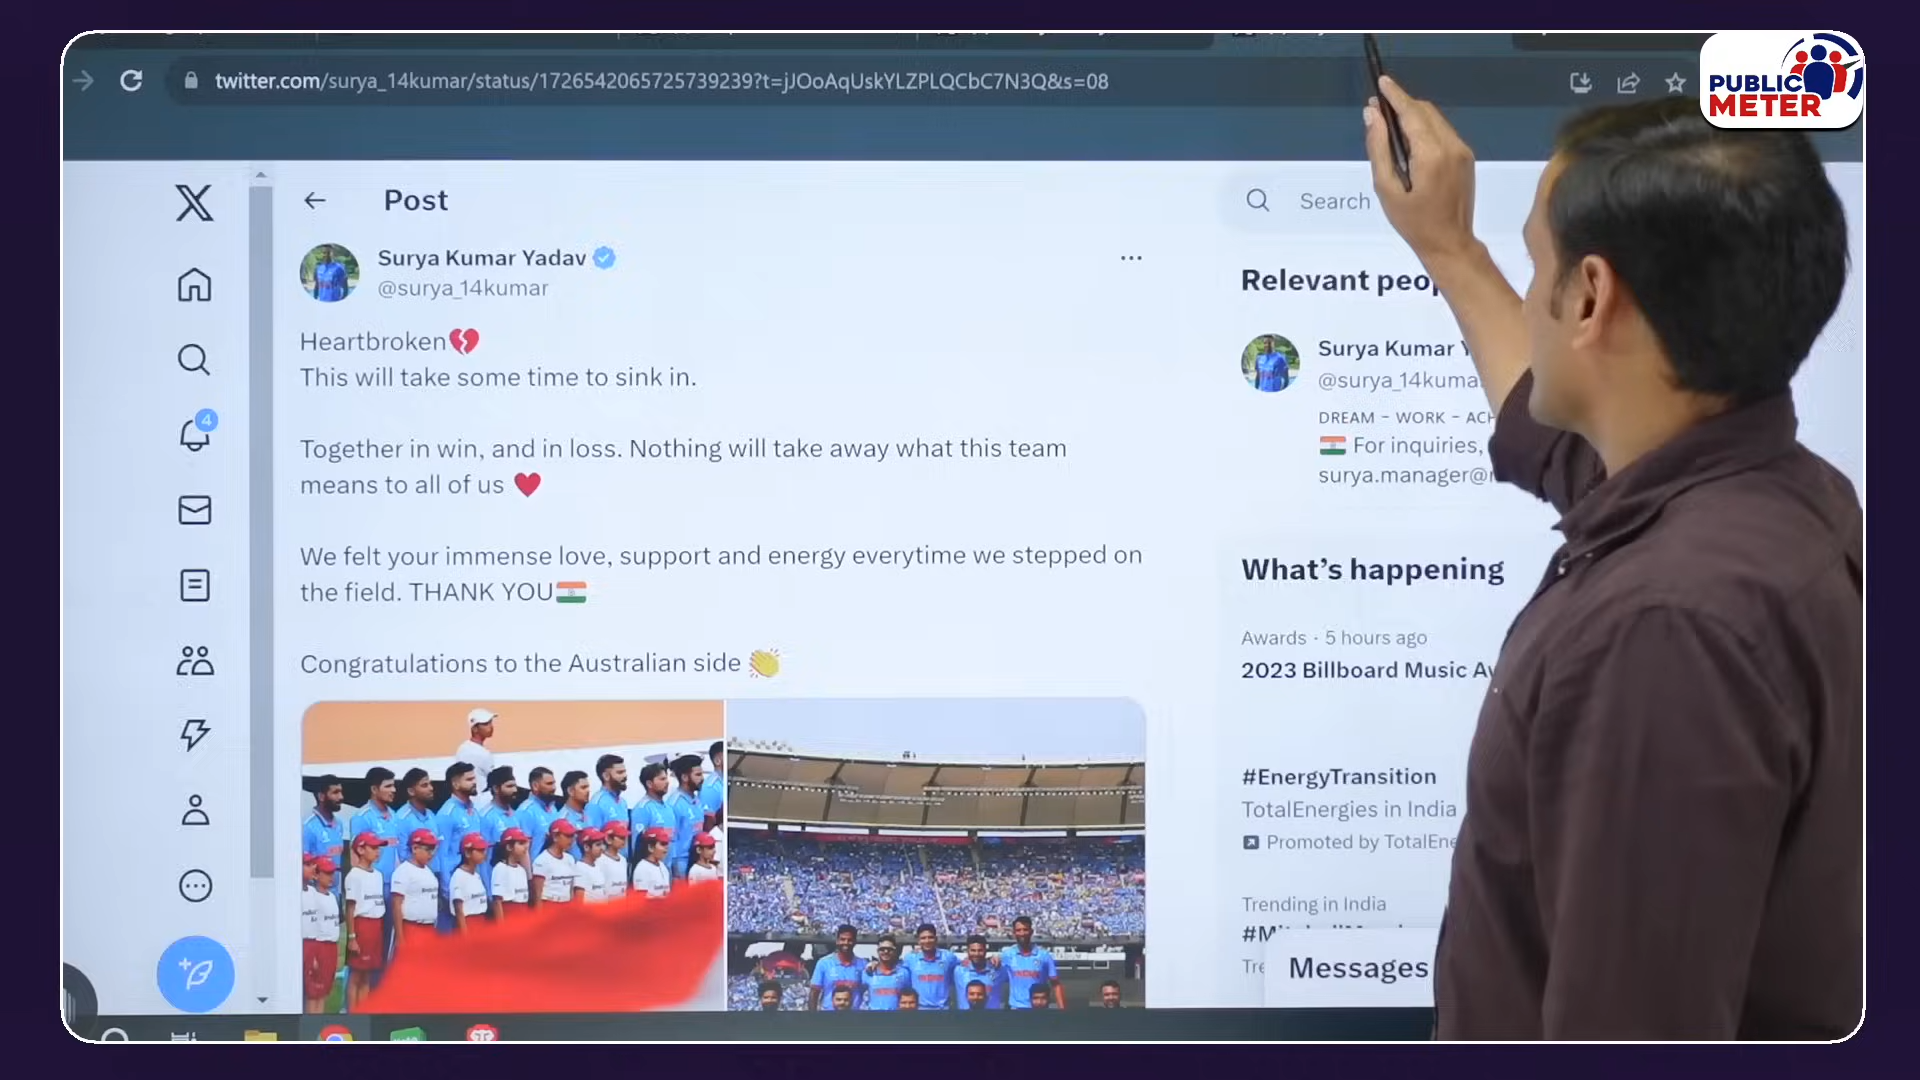 twitter.com/surya_14kumar/status/1726542065725739239?t=jJOoAqUskYLZPLQCbC7N3Q&s=08
PUBLIC
METER
Post
Search
Surya Kumar Yadav
@surya_14kumar
Relevant
Heartbroken💔
This will take some time to sink in.
Together in win, and in loss. Nothing will take away what this team
means to all of us ❤️
We felt your immense love, support and energy everytime we stepped on
the field. THANK YOU🇮🇳
Congratulations to the Australian side 👏
4
Surya Kumar
@surya_14kuma
DREAM - WORK -
🇮🇳 For inquiries,
surya.manager@
What's happening
Awards · 5 hours ago
2023 Billboard Music
#EnergyTransition
TotalEnergies in India
Promoted by
Trending in India
Messages